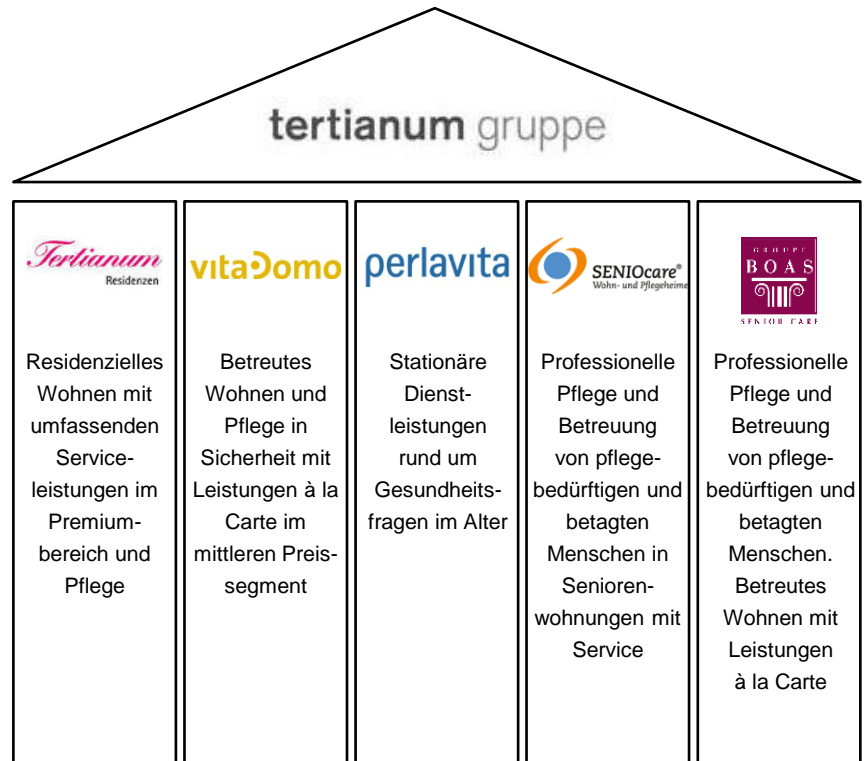 tertianum gruppe
Tertianum
Residenzen
Residenzielles
Wohnen mit
umfassenden
Service-
leistungen im
Premium-
bereich und
Pflege
vitaDomo
Betreutes
Wohnen und
Pflege in
Sicherheit mit
Leistungen à la
Carte im
mittleren Preis-
segment
perlavita
Stationäre
Dienst-
leistungen
rund um
Gesundheits-
fragen im Alter
SENIOcare®
Wohn- und Pflegeheime
Professionelle
Pflege und
Betreuung
von pflege-
bedürftigen und
betagten
Menschen in
Senioren-
wohnungen mit
Service
GROUPE
BOAS
SENIOR CARE
Professionelle
Pflege und
Betreuung
von pflege-
bedürftigen und
betagten
Menschen.
Betreutes
Wohnen mit
Leistungen
à la Carte